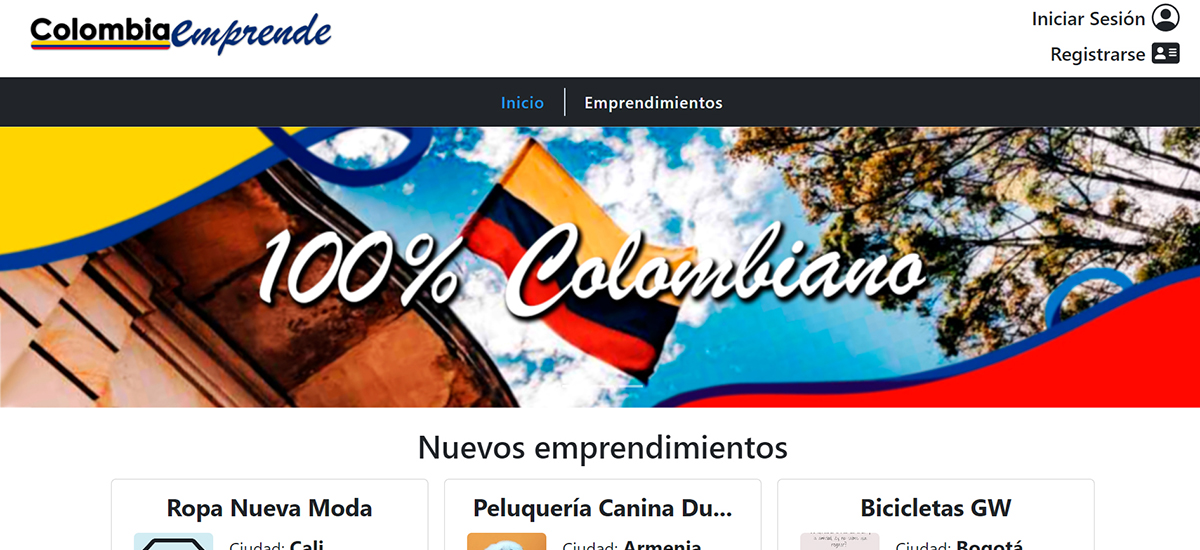 Colombiaemprende
Iniciar Sesión
Registrarse
Inicio
Emprendimientos
100% Colombiano
Nuevos emprendimientos
Ropa Nueva Moda
Peluquería Canina Du...
Bicicletas GW
Ciudad: Cali
Ciudad: Armenia
Ciudad: Bogotá